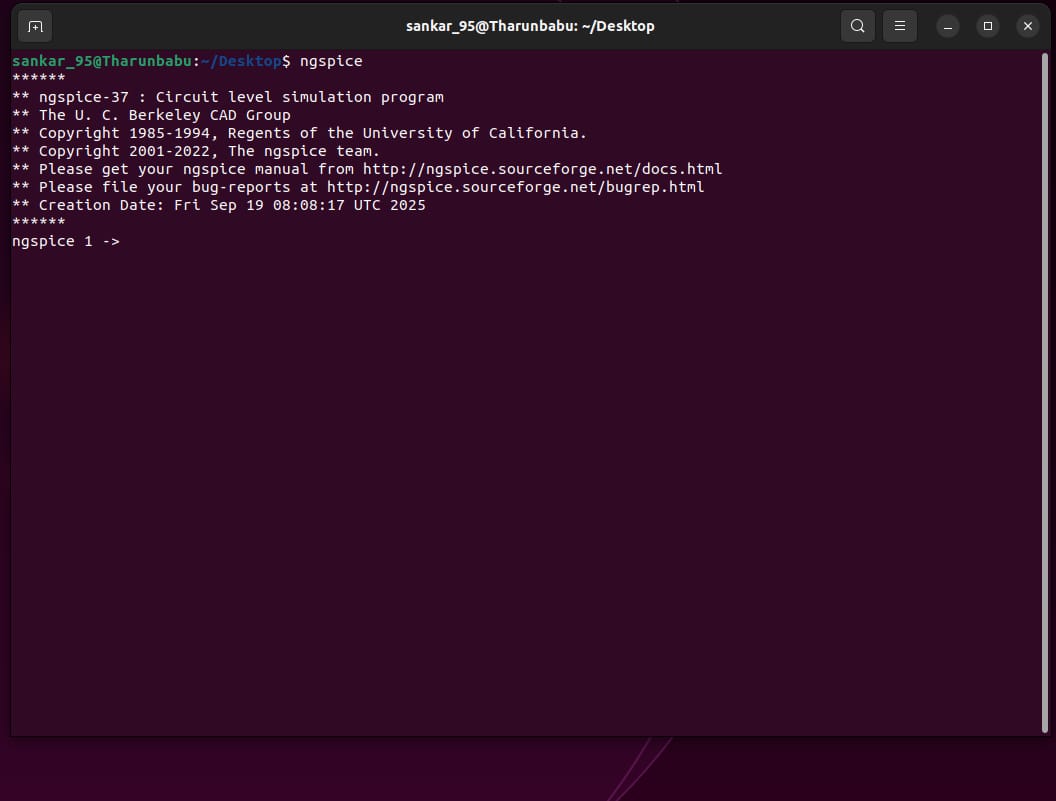 sankar_95@Tharunbabu: ~/Desktop
sankar_95@Tharunbabu:~/Desktop$ ngspice
******
** ngspice-37 : Circuit level simulation program
** The U. C. Berkeley CAD Group
** Copyright 1985-1994, Regents of the University of California.
** Copyright 2001-2022, The ngspice team.
** Please get your ngspice manual from http://ngspice.sourceforge.net/docs.html
** Please file your bug-reports at http://ngspice.sourceforge.net/bugrep.html
** Creation Date: Fri Sep 19 08:08:17 UTC 2025
******
ngspice 1 ->